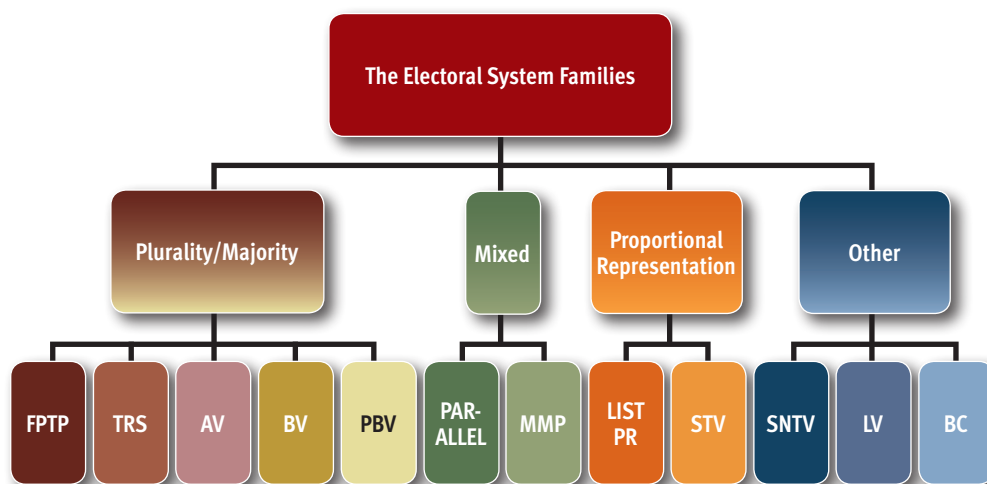 The Electoral System Families
Plurality/Majority
Mixed
Proportional
Representation
Other
FPTP
TRS
AV
BV
PBV
PAR-
ALLEL
MMP
LIST
PR
STV
SNTV
LV
BC